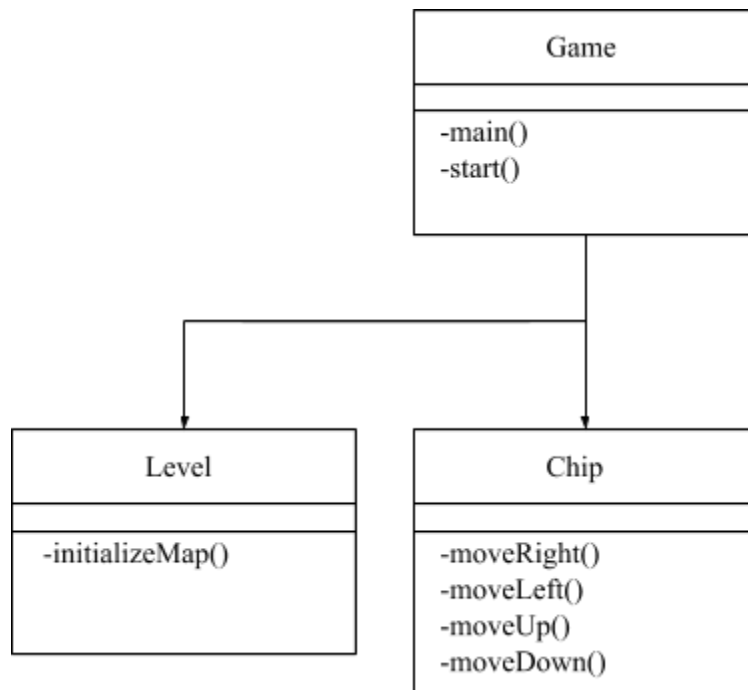 Game
-main()
-start()
Level
-initializeMap()
Chip
-moveRight()
-moveLeft()
-moveUp()
-moveDown()